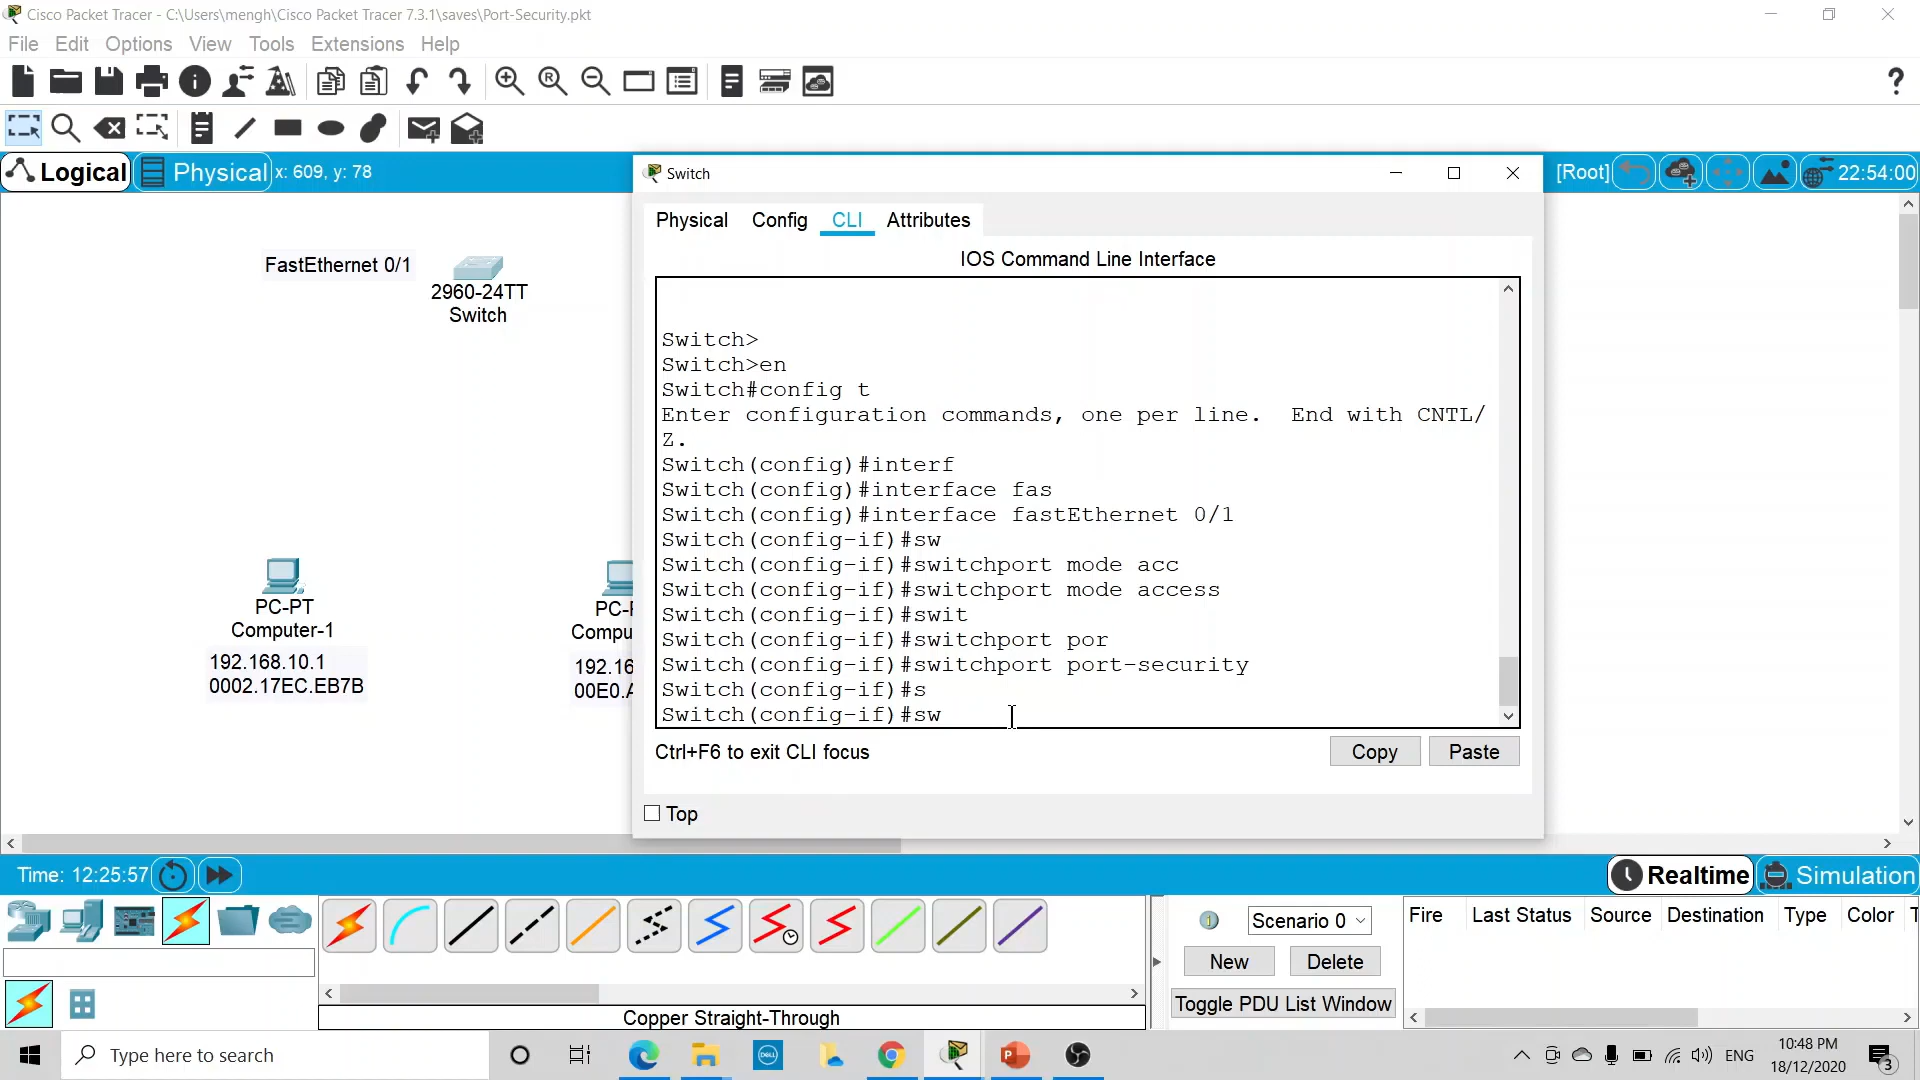 Cisco Packet Tracer - C:\Users\mengh\Cisco Packet Tracer 7.3.1\saves\Port-Security.pkt
File Edit Options View Tools Extensions Help
Logical Physical x: 609, y: 78
[Root] 22:54:00
FastEthernet 0/1
2960-24TT
Switch
PC-PT
Computer-1
192.168.10.1
0002.17EC.EB7B
PC-
Compu
192.16
00E0.A
Switch
Physical Config CLI Attributes
IOS Command Line Interface
Switch>
Switch>en
Switch#config t
Enter configuration commands, one per line. End with CNTL/
Z.
Switch(config)#interf
Switch(config)#interface fas
Switch(config)#interface fastEthernet 0/1
Switch(config-if)#sw
Switch(config-if)#switchport mode acc
Switch(config-if)#switchport mode access
Switch(config-if)#swit
Switch(config-if)#switchport por
Switch(config-if)#switchport port-security
Switch(config-if)#s
Switch(config-if)#sw
Ctrl+F6 to exit CLI focus
Copy Paste
Top
Time: 12:25:57
Realtime Simulation
Scenario 0
New Delete
Toggle PDU List Window
Fire Last Status Source Destination Type Color
Copper Straight-Through
Type here to search
DELL
ENG
10:48 PM
18/12/2020
3